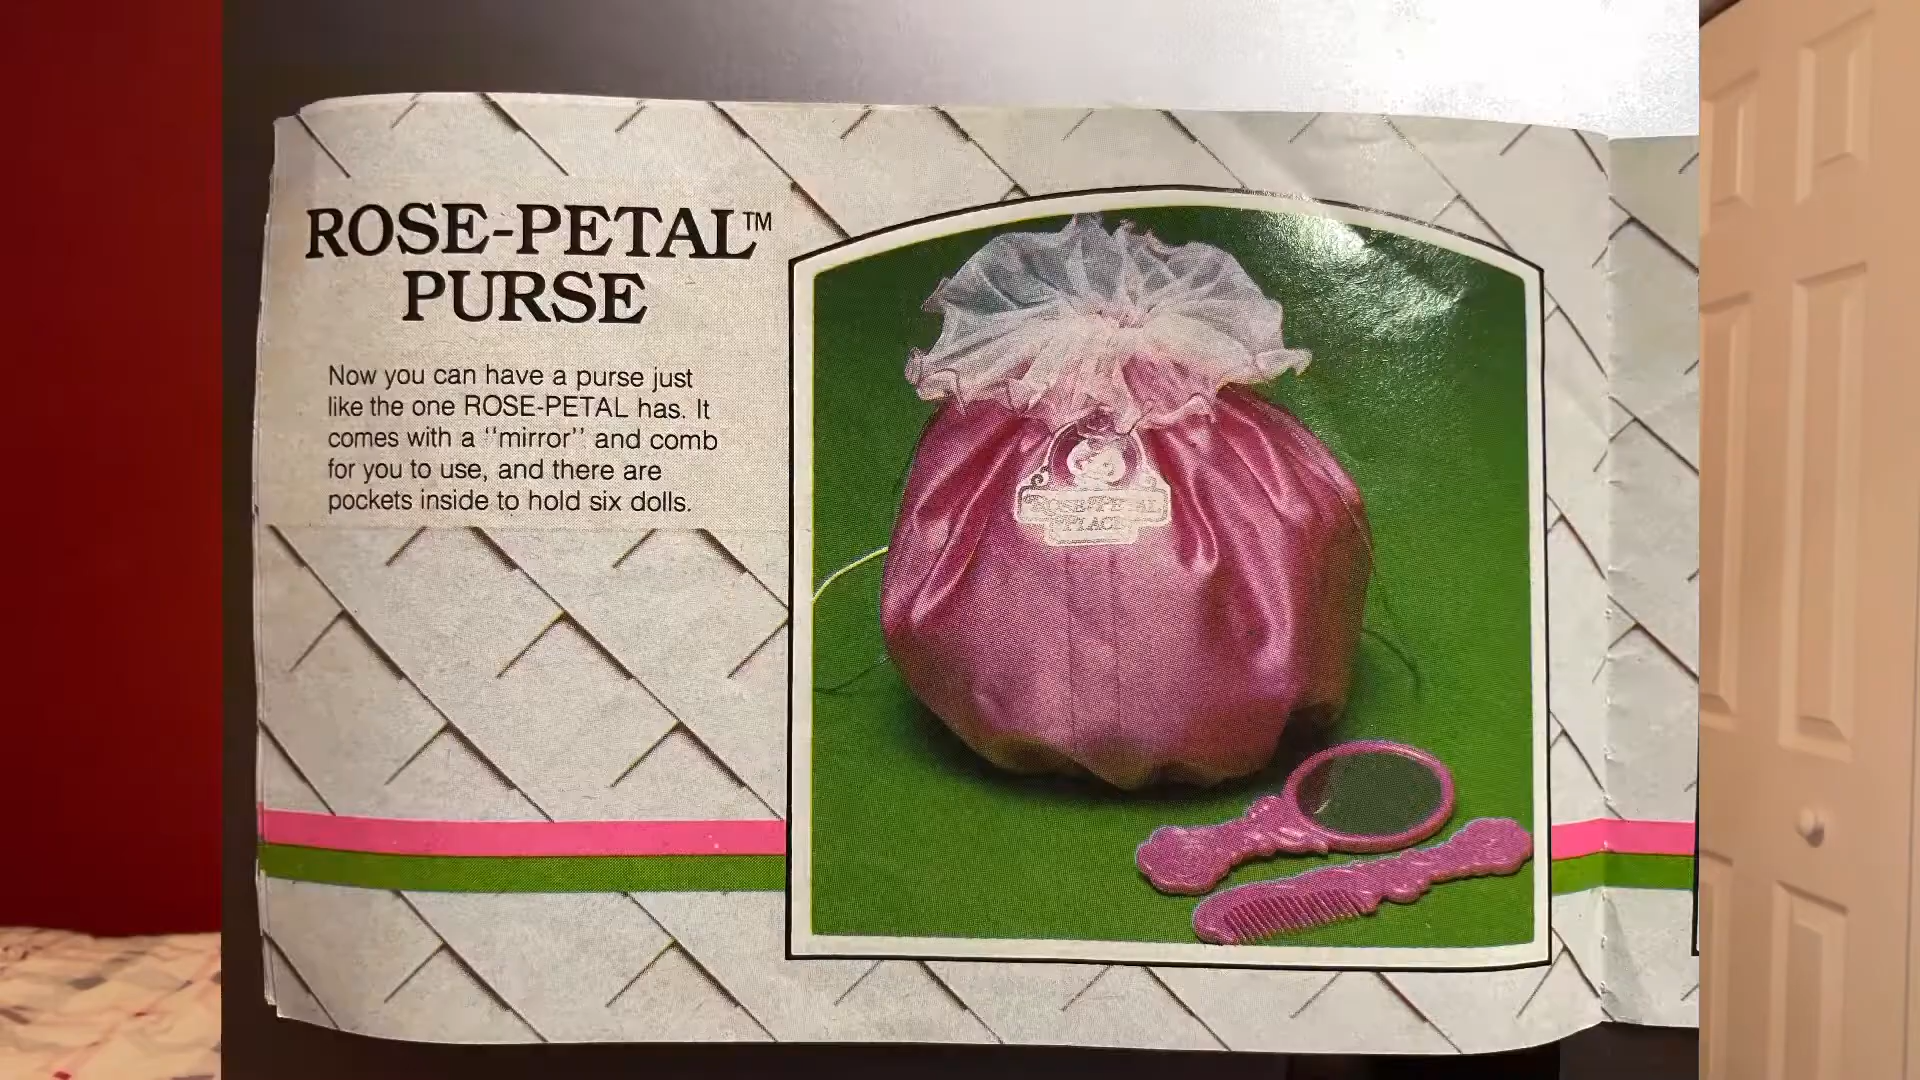 ROSE-PETAL™
PURSE
Now you can have a purse just
like the one ROSE-PETAL has. It
comes with a ''mirror'' and comb
for you to use, and there are
pockets inside to hold six dolls.
ROSE-PETAL
PLACE